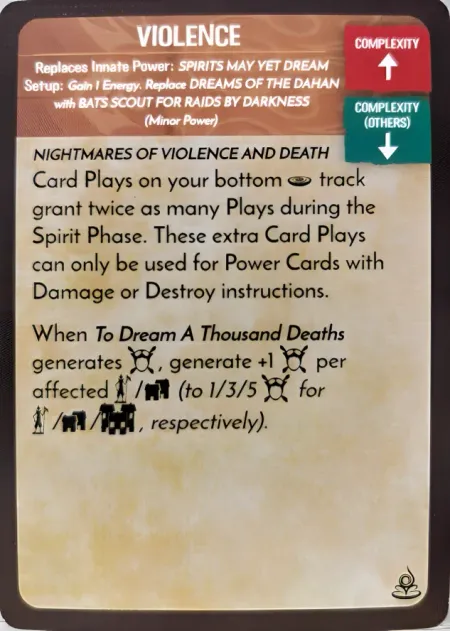 VIOLENCE
Replaces Innate Power: SPIRITS MAY YET DREAM
Setup: Gain 1 Energy. Replace DREAMS OF THE DAHAN
with BATS SCOUT FOR RAIDS BY DARKNESS
(Minor Power)
COMPLEXITY
COMPLEXITY
(OTHERS)
NIGHTMARES OF VIOLENCE AND DEATH
Card Plays on your bottom track
grant twice as many Plays during the
Spirit Phase. These extra Card Plays
can only be used for Power Cards with
Damage or Destroy instructions.
When To Dream A Thousand Deaths
generates , generate +1 per
affected / (to 1/3/5 for
/ / , respectively).